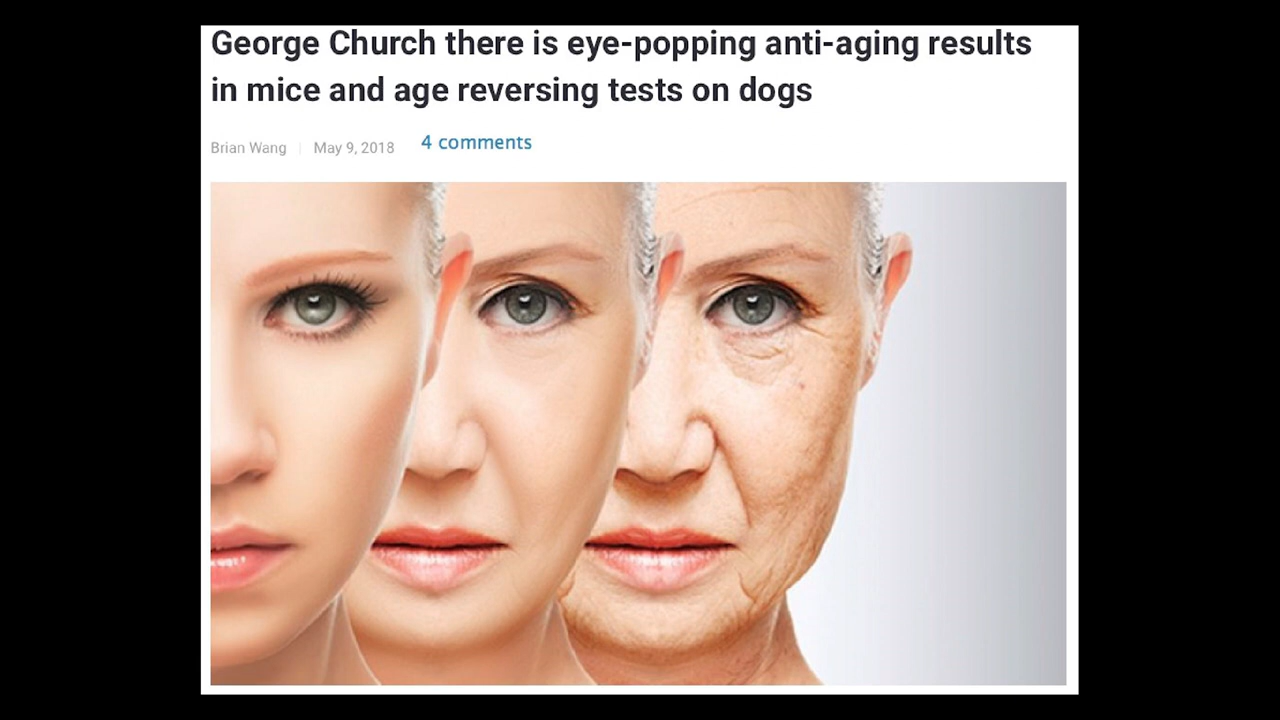 George Church there is eye-popping anti-aging results
in mice and age reversing tests on dogs
Brian Wang | May 9, 2018 4 comments